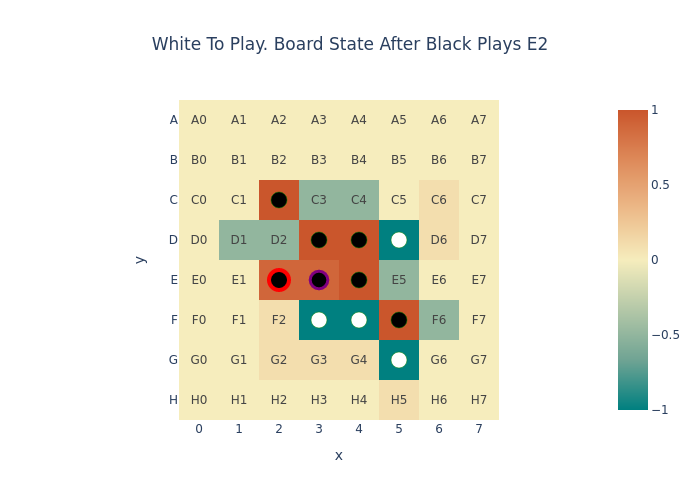 White To Play. Board State After Black Plays E2
A A0 A1 A2 A3 A4 A5 A6 A7
B B0 B1 B2 B3 B4 B5 B6 B7
C C0 C1 C3 C4 C5 C6 C7
D D0 D1 D2 D6 D7
E E0 E1 E5 E6 E7
F F0 F1 F2 F6 F7
G G0 G1 G2 G3 G4 G6 G7
H H0 H1 H2 H3 H4 H5 H6 H7
0 1 2 3 4 5 6 7
x
y
1
0.5
0
−0.5
−1